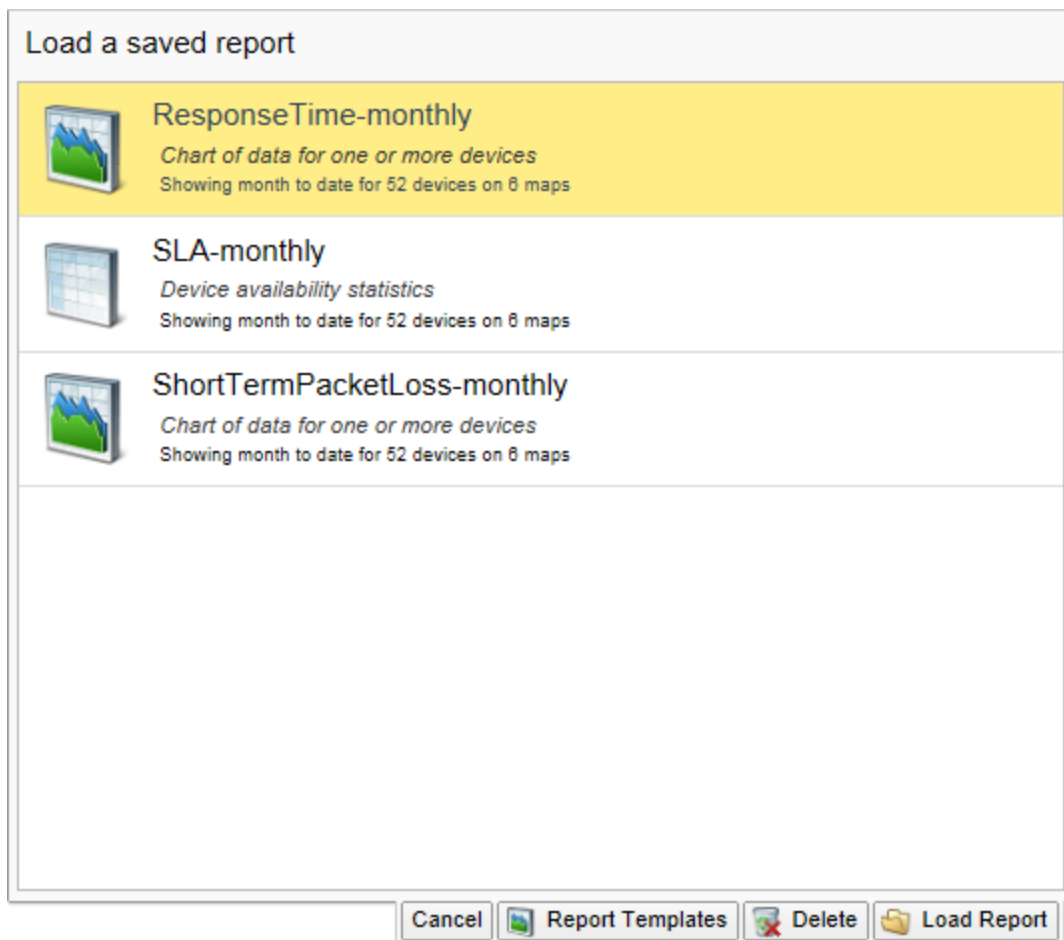 Load a saved report
ResponseTime-monthly
Chart of data for one or more devices
Showing month to date for 52 devices on 6 maps
SLA-monthly
Device availability statistics
Showing month to date for 52 devices on 6 maps
ShortTermPacketLoss-monthly
Chart of data for one or more devices
Showing month to date for 52 devices on 6 maps
Cancel Report Templates Delete Load Report